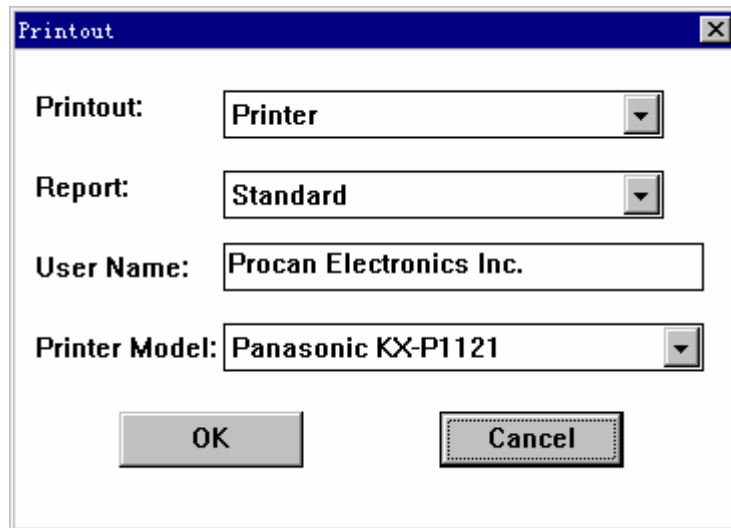 Printout
Printout: Printer
Report: Standard
User Name: Procan Electronics Inc.
Printer Model: Panasonic KX-P1121
OK Cancel